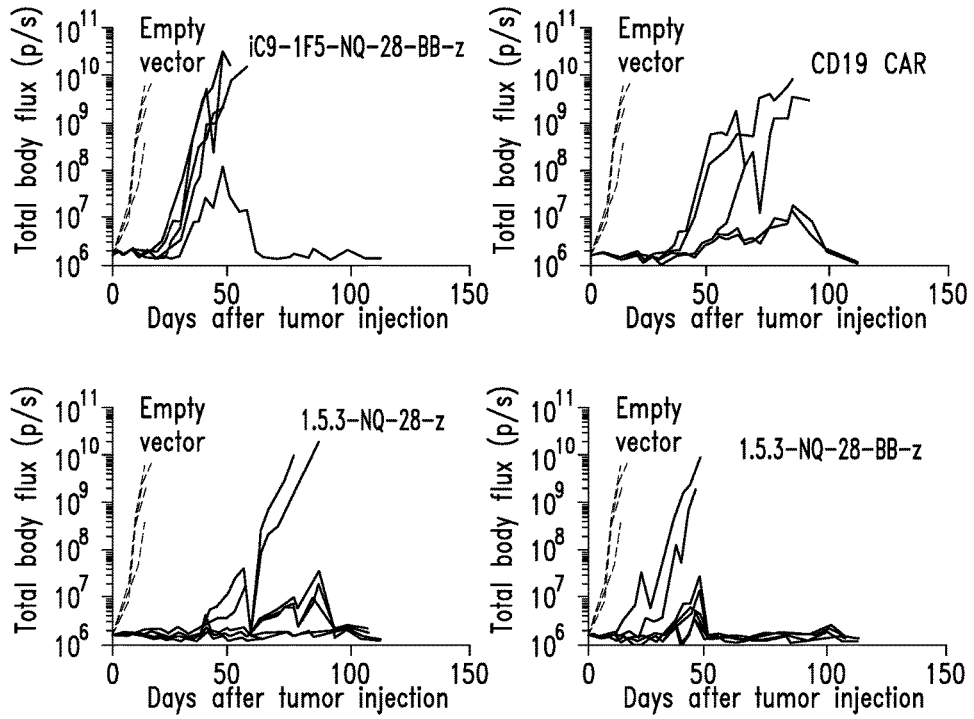 10^11
10^10
10^9
10^8
10^7
10^6
Total body flux (p/s)
Empty
vector
iC9-1F5-NQ-28-BB-z
0 50 100 150
Days after tumor injection
10^11
10^10
10^9
10^8
10^7
10^6
Total body flux (p/s)
Empty
vector
CD19 CAR
0 50 100 150
Days after tumor injection
10^11
10^10
10^9
10^8
10^7
10^6
Total body flux (p/s)
Empty
vector
1.5.3-NQ-28-z
0 50 100 150
Days after tumor injection
10^11
10^10
10^9
10^8
10^7
10^6
Total body flux (p/s)
Empty
vector
1.5.3-NQ-28-BB-z
0 50 100 150
Days after tumor injection